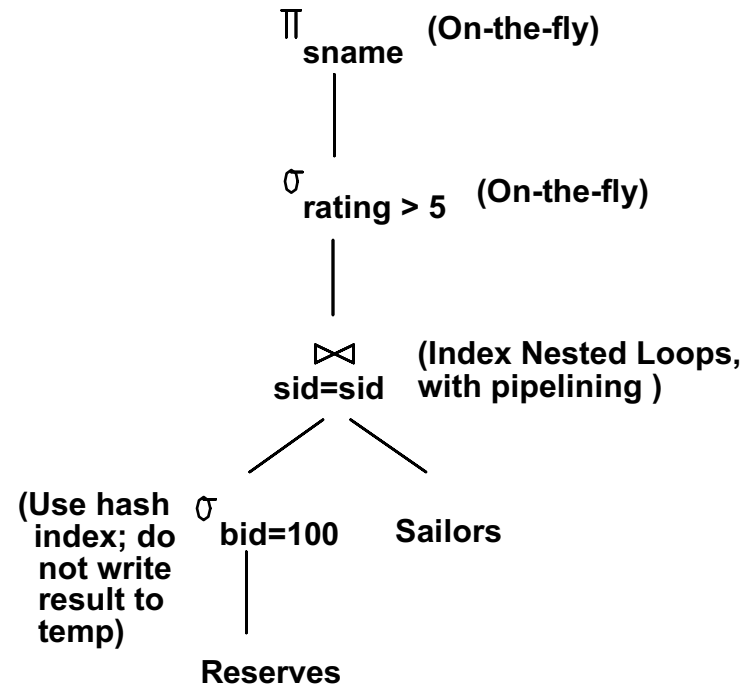 π sname (On-the-fly)
σ rating > 5 (On-the-fly)
⋈ (Index Nested Loops,
sid=sid with pipelining )
(Use hash
index; do
not write
result to
temp)
σ bid=100
Sailors
Reserves